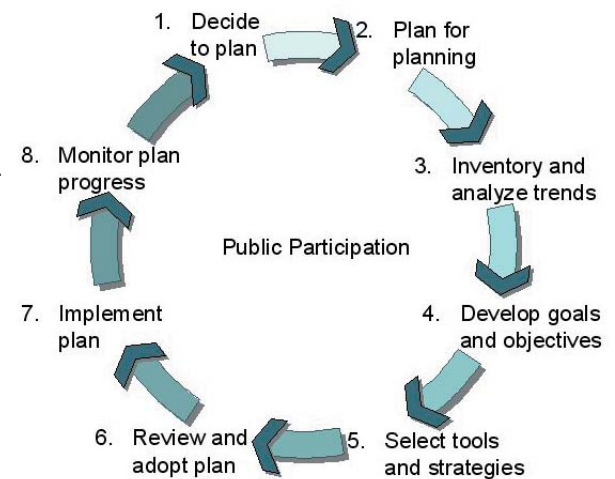 1. Decide
to plan
2. Plan for
planning
3. Inventory and
analyze trends
4. Develop goals
and objectives
5. Select tools
and strategies
6. Review and
adopt plan
7. Implement
plan
8. Monitor plan
progress
Public Participation